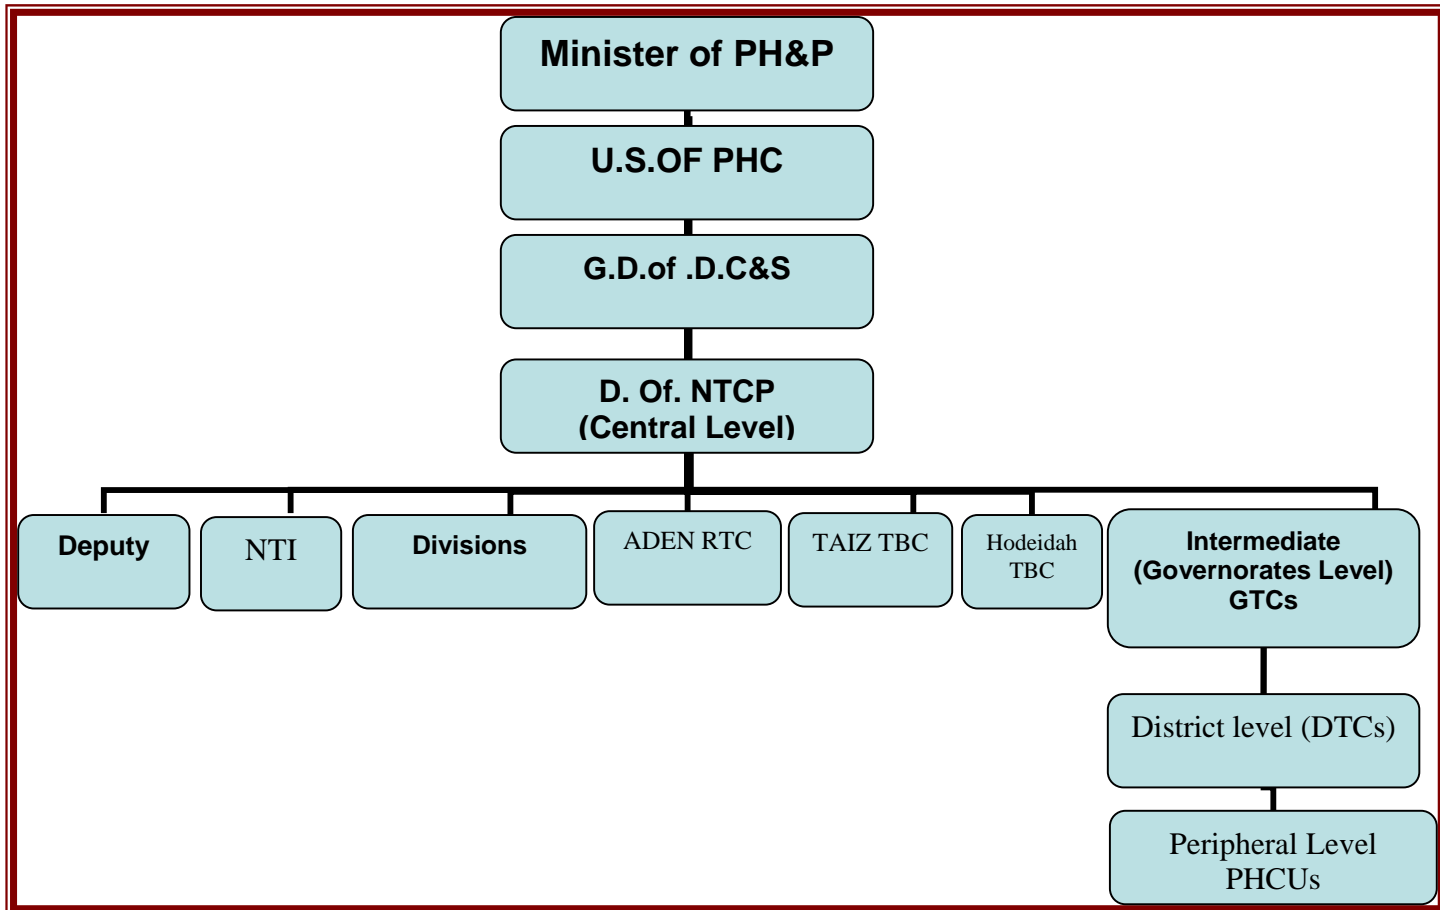 Minister of PH&P
U.S.OF PHC
G.D.of .D.C&S
D. Of. NTCP
(Central Level)
Deputy
NTI
Divisions
ADEN RTC
TAIZ TBC
Hodeidah
TBC
Intermediate
(Governorates Level)
GTCs
District level (DTCs)
Peripheral Level
PHCUs